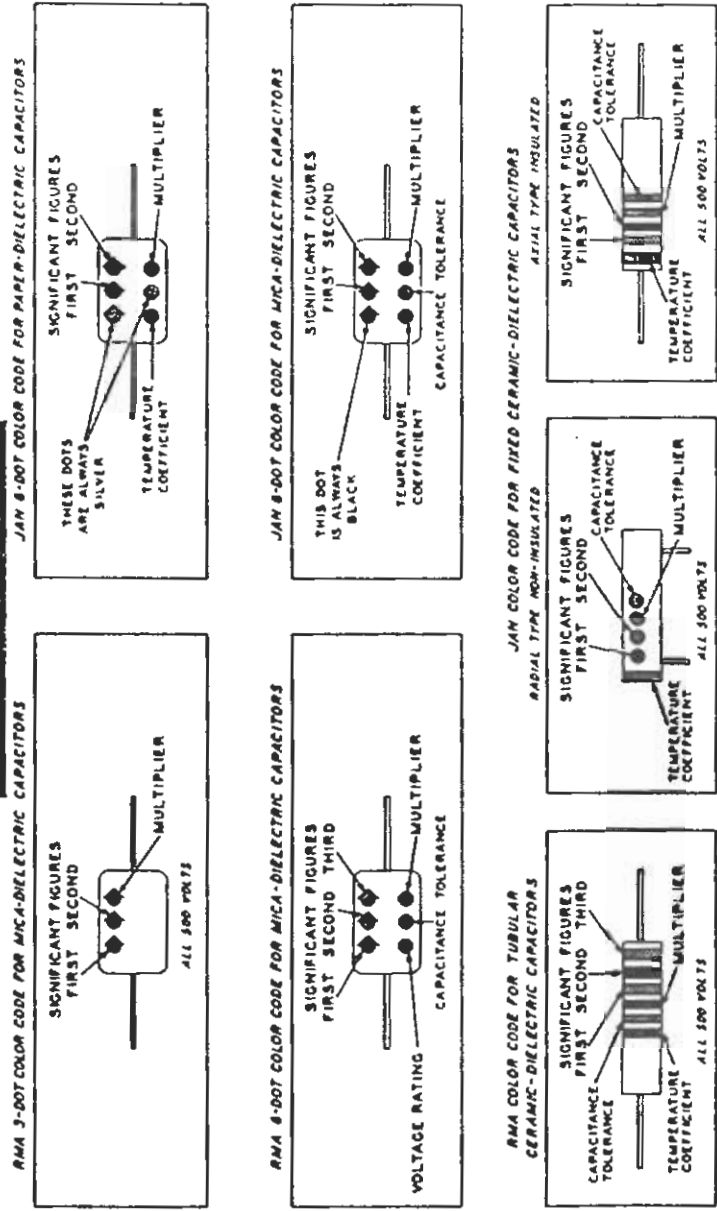 RMA 3-DOT COLOR CODE FOR MICA-DIELECTRIC CAPACITORS
SIGNIFICANT FIGURES
FIRST SECOND
MULTIPLIER
ALL 500 VOLTS
JAN 6-DOT COLOR CODE FOR PAPER-DIELECTRIC CAPACITORS
THESE DOTS
ARE ALWAYS
SILVER
SIGNIFICANT FIGURES
FIRST SECOND
TEMPERATURE
COEFFICIENT
MULTIPLIER
RMA 6-DOT COLOR CODE FOR MICA-DIELECTRIC CAPACITORS
SIGNIFICANT FIGURES
FIRST SECOND THIRD
VOLTAGE RATING
MULTIPLIER
CAPACITANCE TOLERANCE
JAN 6-DOT COLOR CODE FOR MICA-DIELECTRIC CAPACITORS
THIS DOT
IS ALWAYS
BLACK
SIGNIFICANT FIGURES
FIRST SECOND
TEMPERATURE
COEFFICIENT
MULTIPLIER
CAPACITANCE TOLERANCE
RMA COLOR CODE FOR TUBULAR
CERAMIC-DIELECTRIC CAPACITORS
SIGNIFICANT FIGURES
FIRST SECOND THIRD
CAPACITANCE
TOLERANCE
TEMPERATURE
COEFFICIENT
MULTIPLIER
ALL 500 VOLTS
JAN COLOR CODE FOR FIXED CERAMIC-DIELECTRIC CAPACITORS
RADIAL TYPE NON-INSULATED
SIGNIFICANT FIGURES
FIRST SECOND
CAPACITANCE
TOLERANCE
MULTIPLIER
TEMPERATURE
COEFFICIENT
ALL 500 VOLTS
AXIAL TYPE INSULATED
SIGNIFICANT FIGURES
FIRST SECOND
CAPACITANCE
TOLERANCE
MULTIPLIER
TEMPERATURE
COEFFICIENT
ALL 500 VOLTS